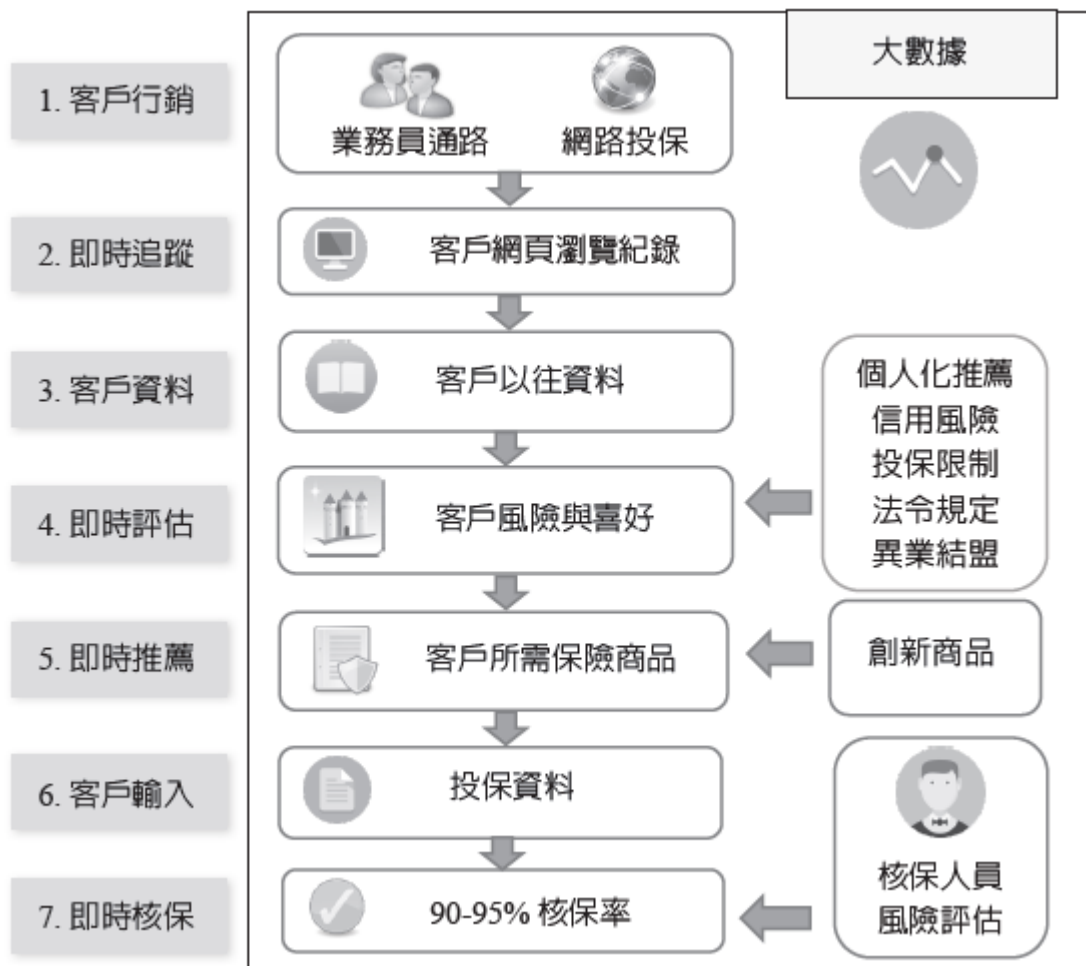 大數據
1. 客戶行銷
業務員通路
網路投保
2. 即時追蹤
客戶網頁瀏覽紀錄
3. 客戶資料
客戶以往資料
4. 即時評估
客戶風險與喜好
個人化推薦
信用風險
投保限制
法令規定
異業結盟
5. 即時推薦
客戶所需保險商品
創新商品
6. 客戶輸入
投保資料
7. 即時核保
90-95% 核保率
核保人員
風險評估